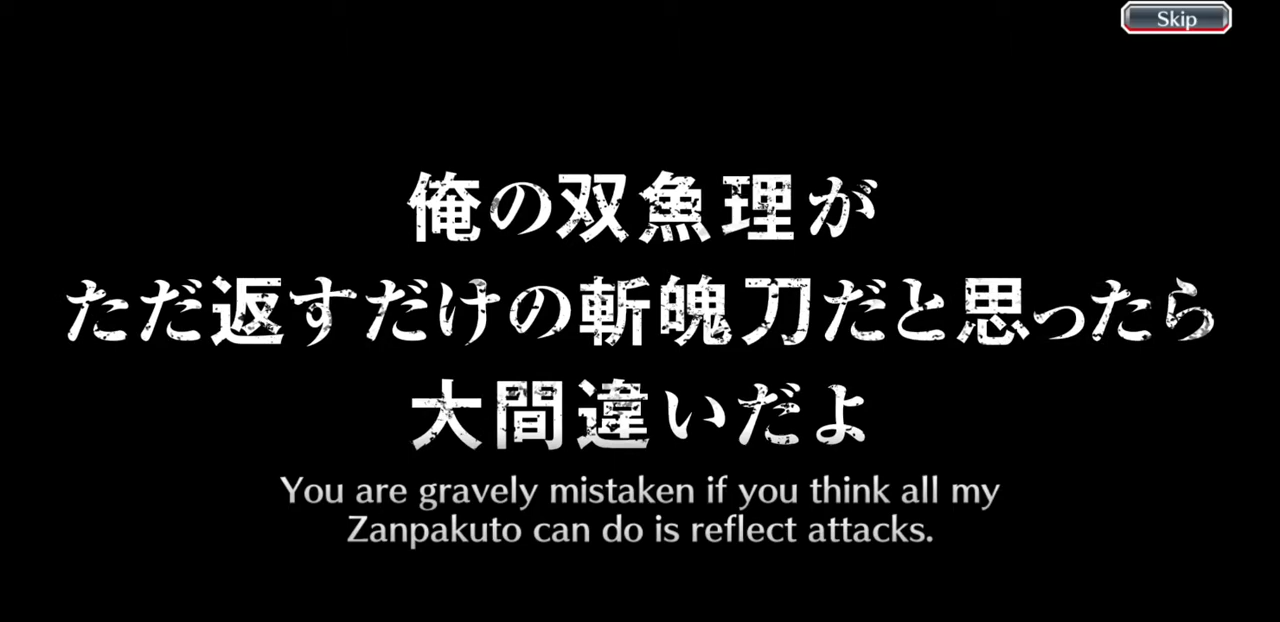 Skip
俺の双魚理が
ただ返すだけの斬魄刀だと思ったら
大間違いだよ
You are gravely mistaken if you think all my
Zanpakuto can do is reflect attacks.